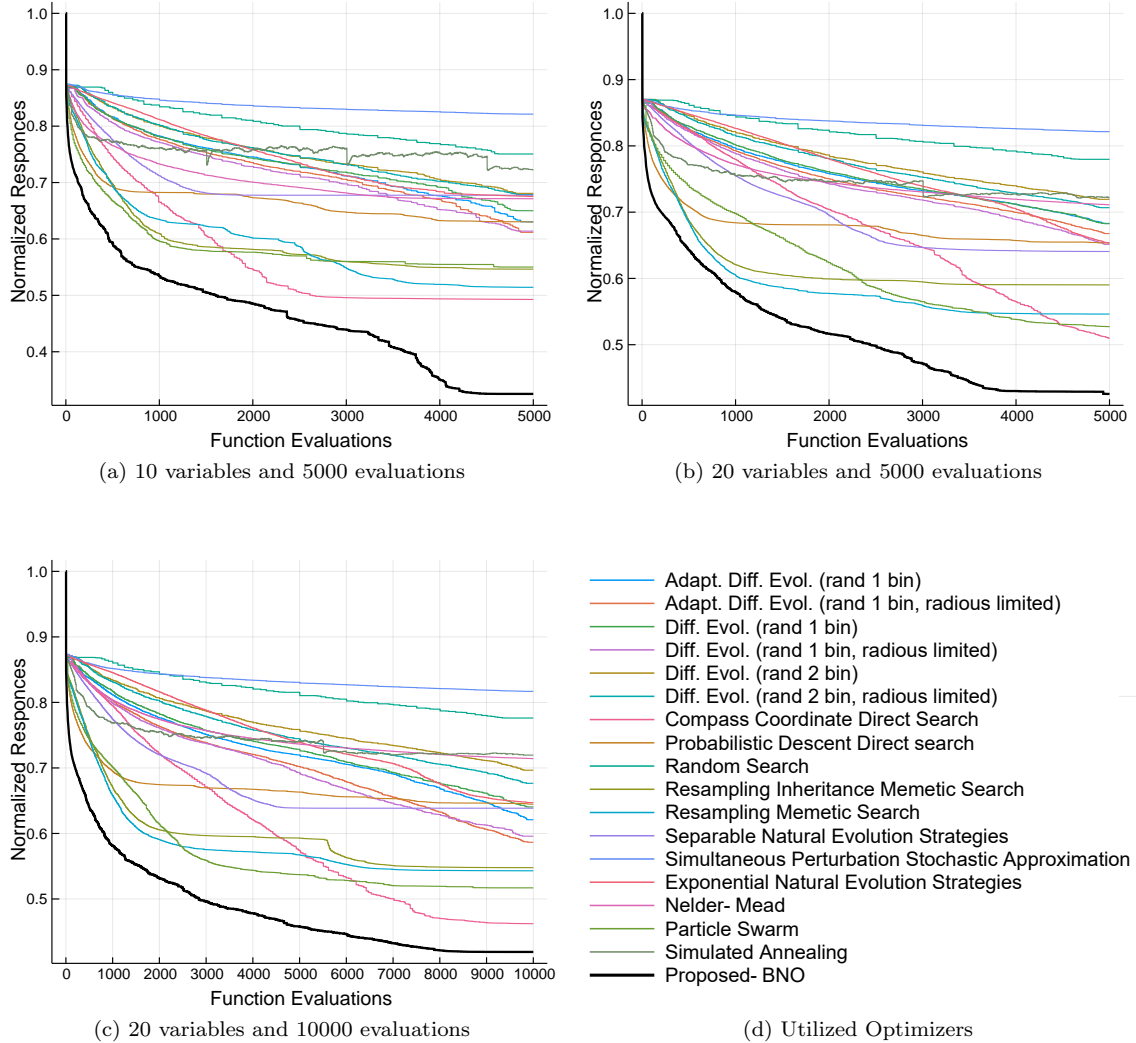 1.0
0.9
0.8
0.7
0.6
0.5
0.4
Normalized Responces
0
1000
2000
3000
4000
5000
Function Evaluations
(a) 10 variables and 5000 evaluations
1.0
0.9
0.8
0.7
0.6
0.5
Normalized Responces
0
1000
2000
3000
4000
5000
Function Evaluations
(b) 20 variables and 5000 evaluations
1.0
0.9
0.8
0.7
0.6
0.5
Normalized Responces
0
1000
2000
3000
4000
5000
6000
7000
8000
9000
10000
Function Evaluations
(c) 20 variables and 10000 evaluations
Adapt. Diff. Evol. (rand 1 bin)
Adapt. Diff. Evol. (rand 1 bin, radious limited)
Diff. Evol. (rand 1 bin)
Diff. Evol. (rand 1 bin, radious limited)
Diff. Evol. (rand 2 bin)
Diff. Evol. (rand 2 bin, radious limited)
Compass Coordinate Direct Search
Probabilistic Descent Direct search
Random Search
Resampling Inheritance Memetic Search
Resampling Memetic Search
Separable Natural Evolution Strategies
Simultaneous Perturbation Stochastic Approximation
Exponential Natural Evolution Strategies
Nelder- Mead
Particle Swarm
Simulated Annealing
Proposed- BNO
(d) Utilized Optimizers